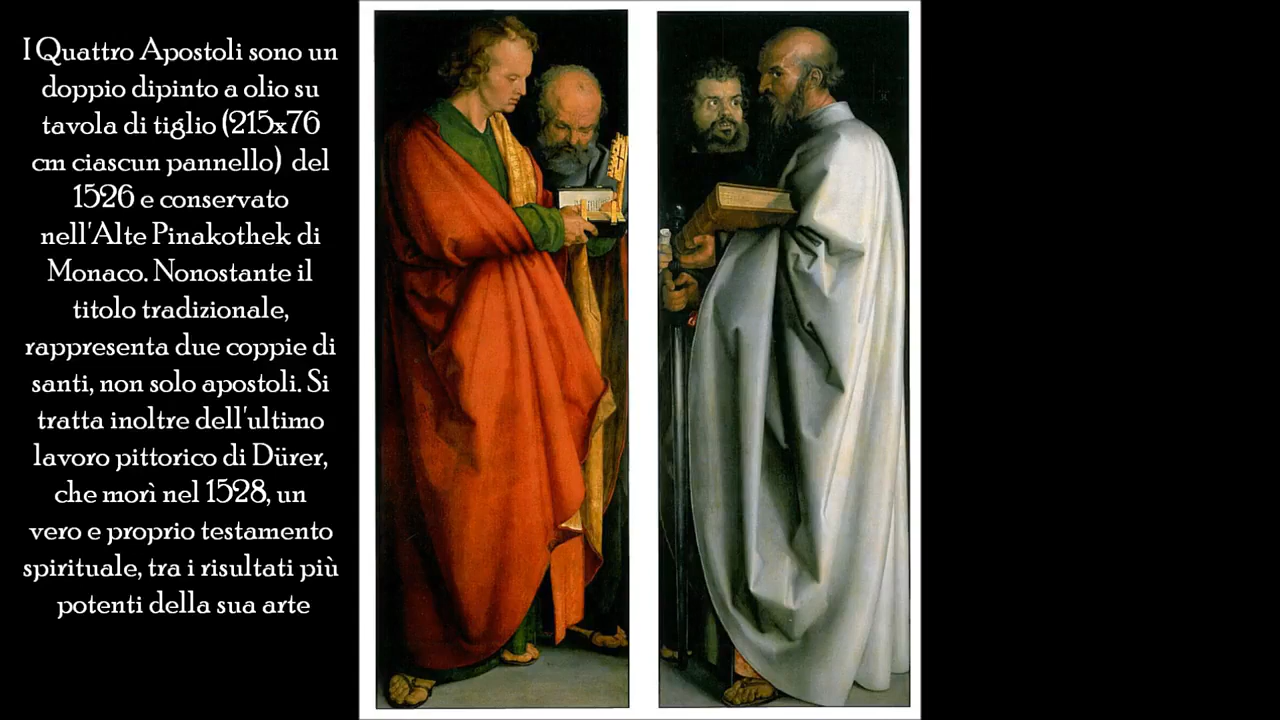 I Quattro Apostoli sono un
doppio dipinto a olio su
tavola di tiglio (215x76
cm ciascun pannello) del
1526 e conservato
nell'Alte Pinakothek di
Monaco. Nonostante il
titolo tradizionale,
rappresenta due coppie di
santi, non solo apostoli. Si
tratta inoltre dell'ultimo
lavoro pittorico di Dürer,
che morì nel 1528, un
vero e proprio testamento
spirituale, tra i risultati più
potenti della sua arte